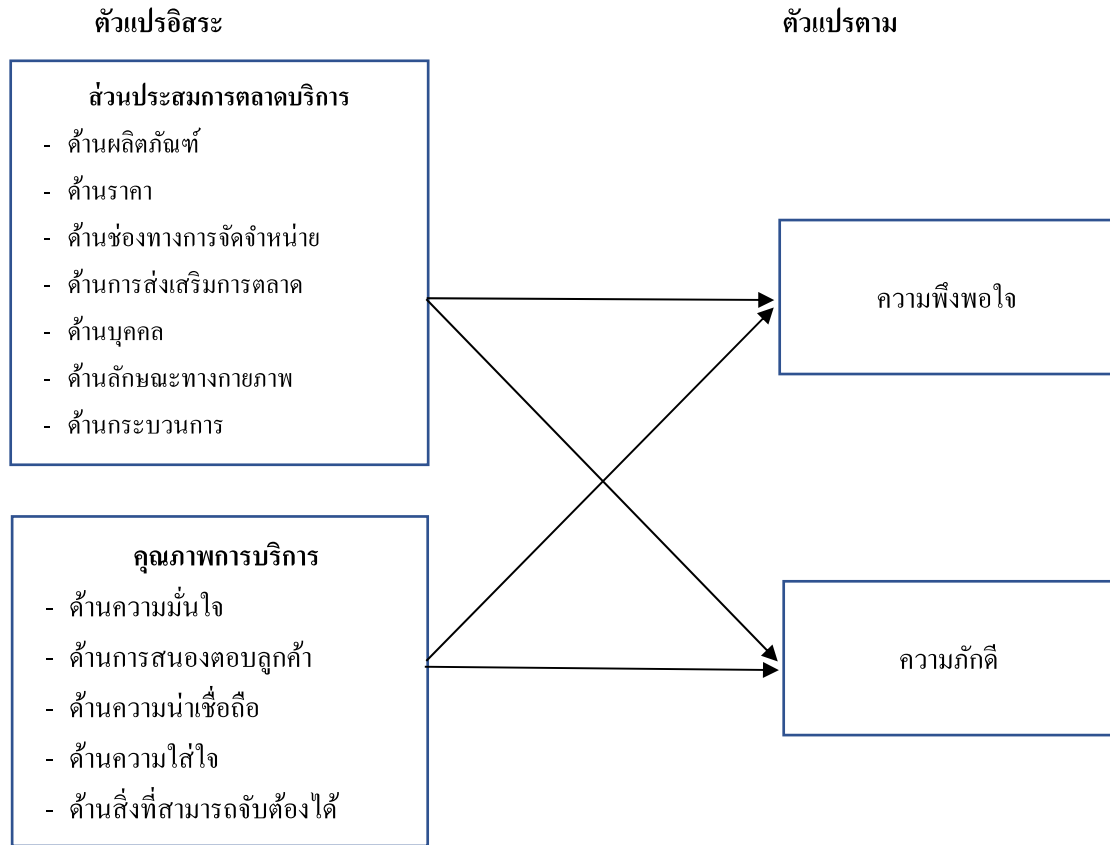 ตัวแปรอิสระ
ตัวแปรตาม
ส่วนประสมการตลาดบริการ
- ด้านผลิตภัณฑ์
- ด้านราคา
- ด้านช่องทางการจัดจำหน่าย
- ด้านการส่งเสริมการตลาด
- ด้านบุคคล
- ด้านลักษณะทางกายภาพ
- ด้านกระบวนการ
คุณภาพการบริการ
- ด้านความมั่นใจ
- ด้านการสนองตอบลูกค้า
- ด้านความน่าเชื่อถือ
- ด้านความใส่ใจ
- ด้านสิ่งที่สามารถจับต้องได้
ความพึงพอใจ
ความภักดี